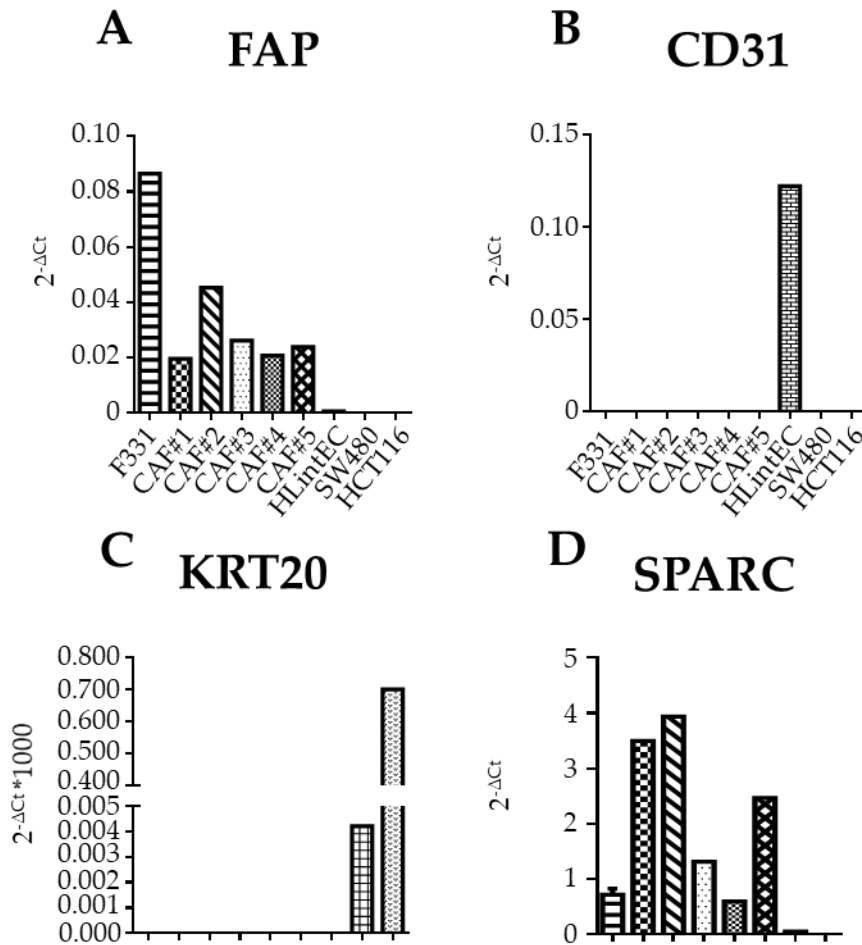 A
FAP
0.10
0.08
0.06
0.04
0.02
0
2-ΔCt
F331
CAF#1
CAF#2
CAF#3
CAF#4
CAF#5
HLintEC
SW480
HCT116
B
CD31
0.15
0.10
0.05
0
2-ΔCt
F331
CAF#1
CAF#2
CAF#3
CAF#4
CAF#5
HLintEC
SW480
HCT116
C
KRT20
0.800
0.700
0.600
0.500
0.400
0.005
0.004
0.003
0.002
0.001
0.000
2-ΔCt*1000
D
SPARC
5
4
3
2
1
0
2-ΔCt